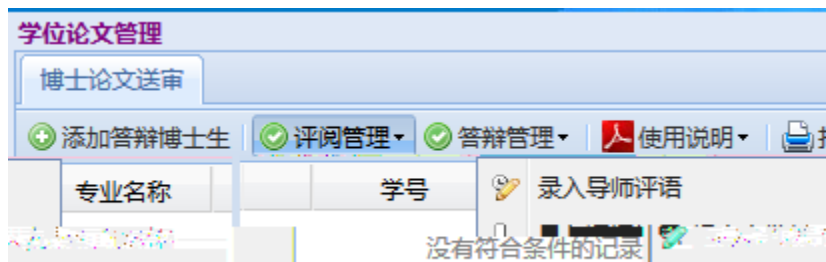 学位论文管理
博士论文送审
添加答辩博士生 评阅管理 答辩管理 使用说明
专业名称 学号 录入导师评语
没有符合条件的记录